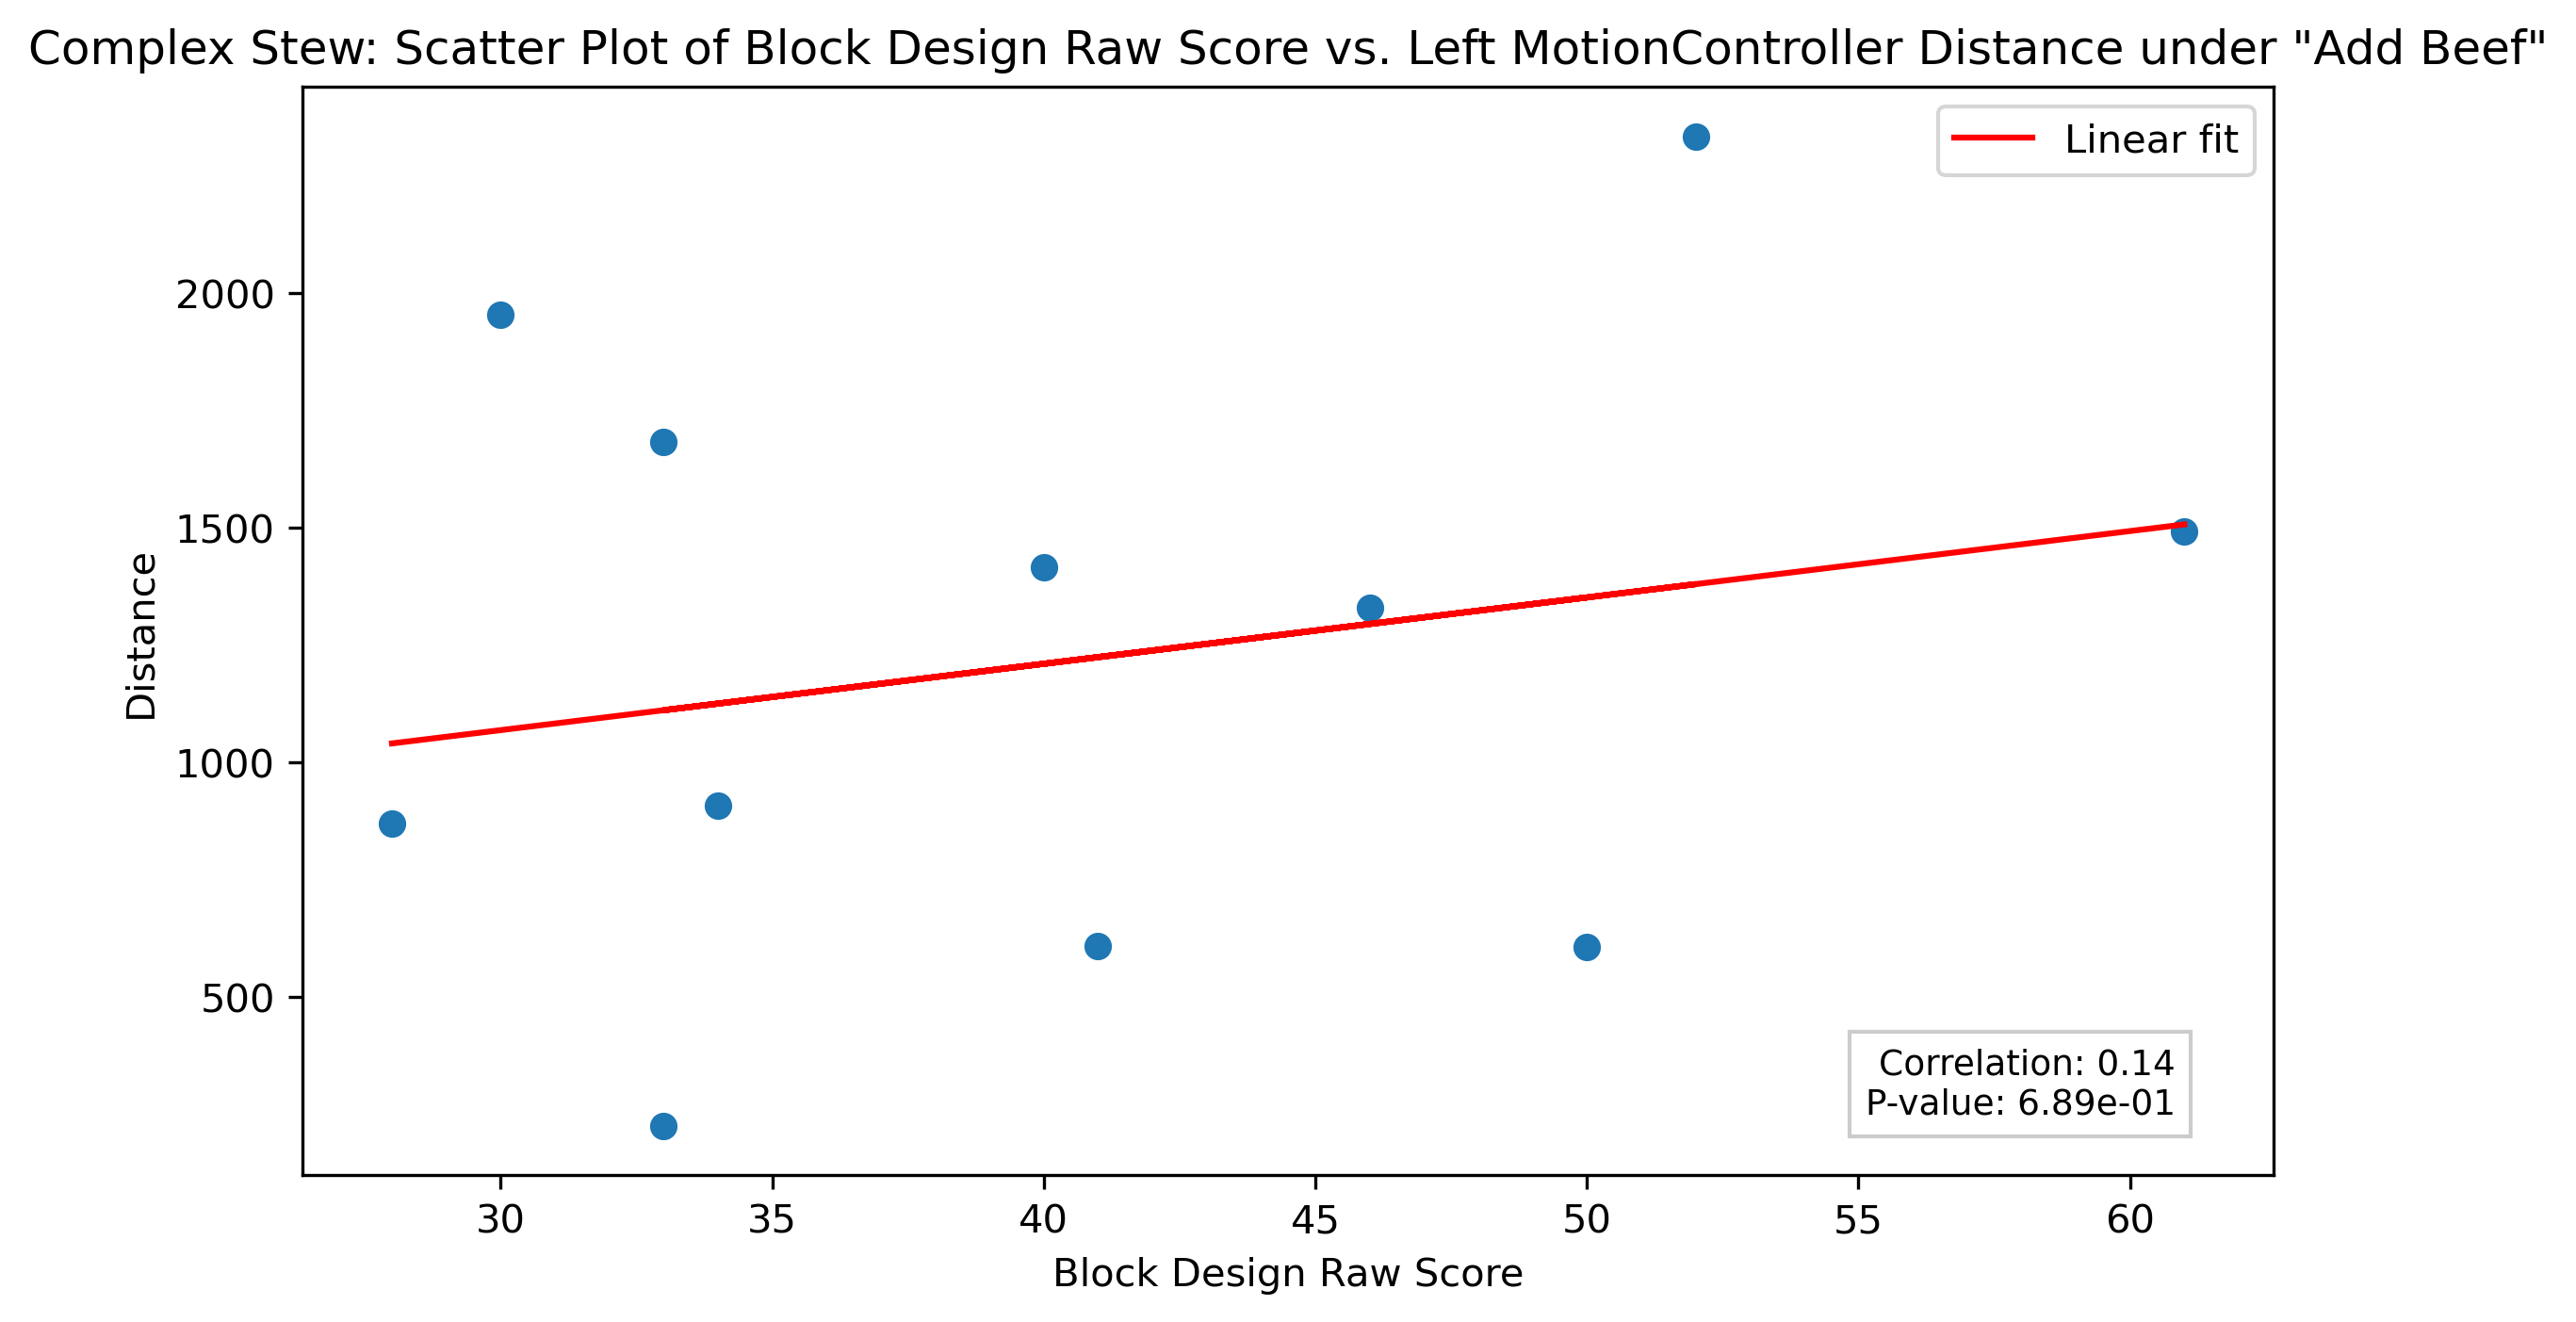 Complex Stew: Scatter Plot of Block Design Raw Score vs. Left MotionController Distance under "Add Beef"
Linear fit
2000
1500
1000
500
Distance
Correlation: 0.14
P-value: 6.89e-01
30 35 40 45 50 55 60
Block Design Raw Score